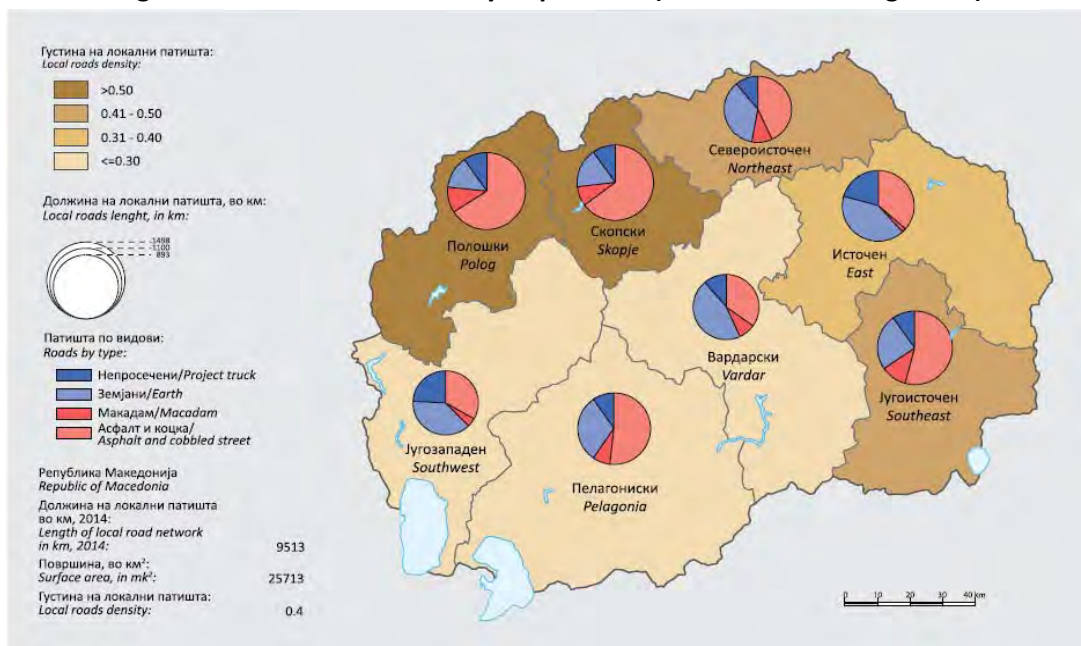 Густина на локални патишта:
Local roads density:
>0.50
0.41 - 0.50
0.31 - 0.40
<=0.30
Должина на локални патишта, во км:
Local roads lenght, in km:
1498
1100
893
Патишта по видови:
Roads by type:
Непросечени/Project truck
Земјани/Earth
Макадам/Macadam
Асфалт и коцка/
Asphalt and cobbled street
Република Македонија
Republic of Macedonia
Должина на локални патишта
во км, 2014:
Length of local road network
in km, 2014:
9513
Површина, во км²:
Surface area, in mk²:
25713
Густина на локални патишта:
Local roads density:
0.4
Североисточен
Northeast
Полошки
Polog
Скопски
Skopje
Источен
East
Вардарски
Vardar
Југоисточен
Southeast
Југозападен
Southwest
Пелагониски
Pelagonia
0 10 20 30 40 km